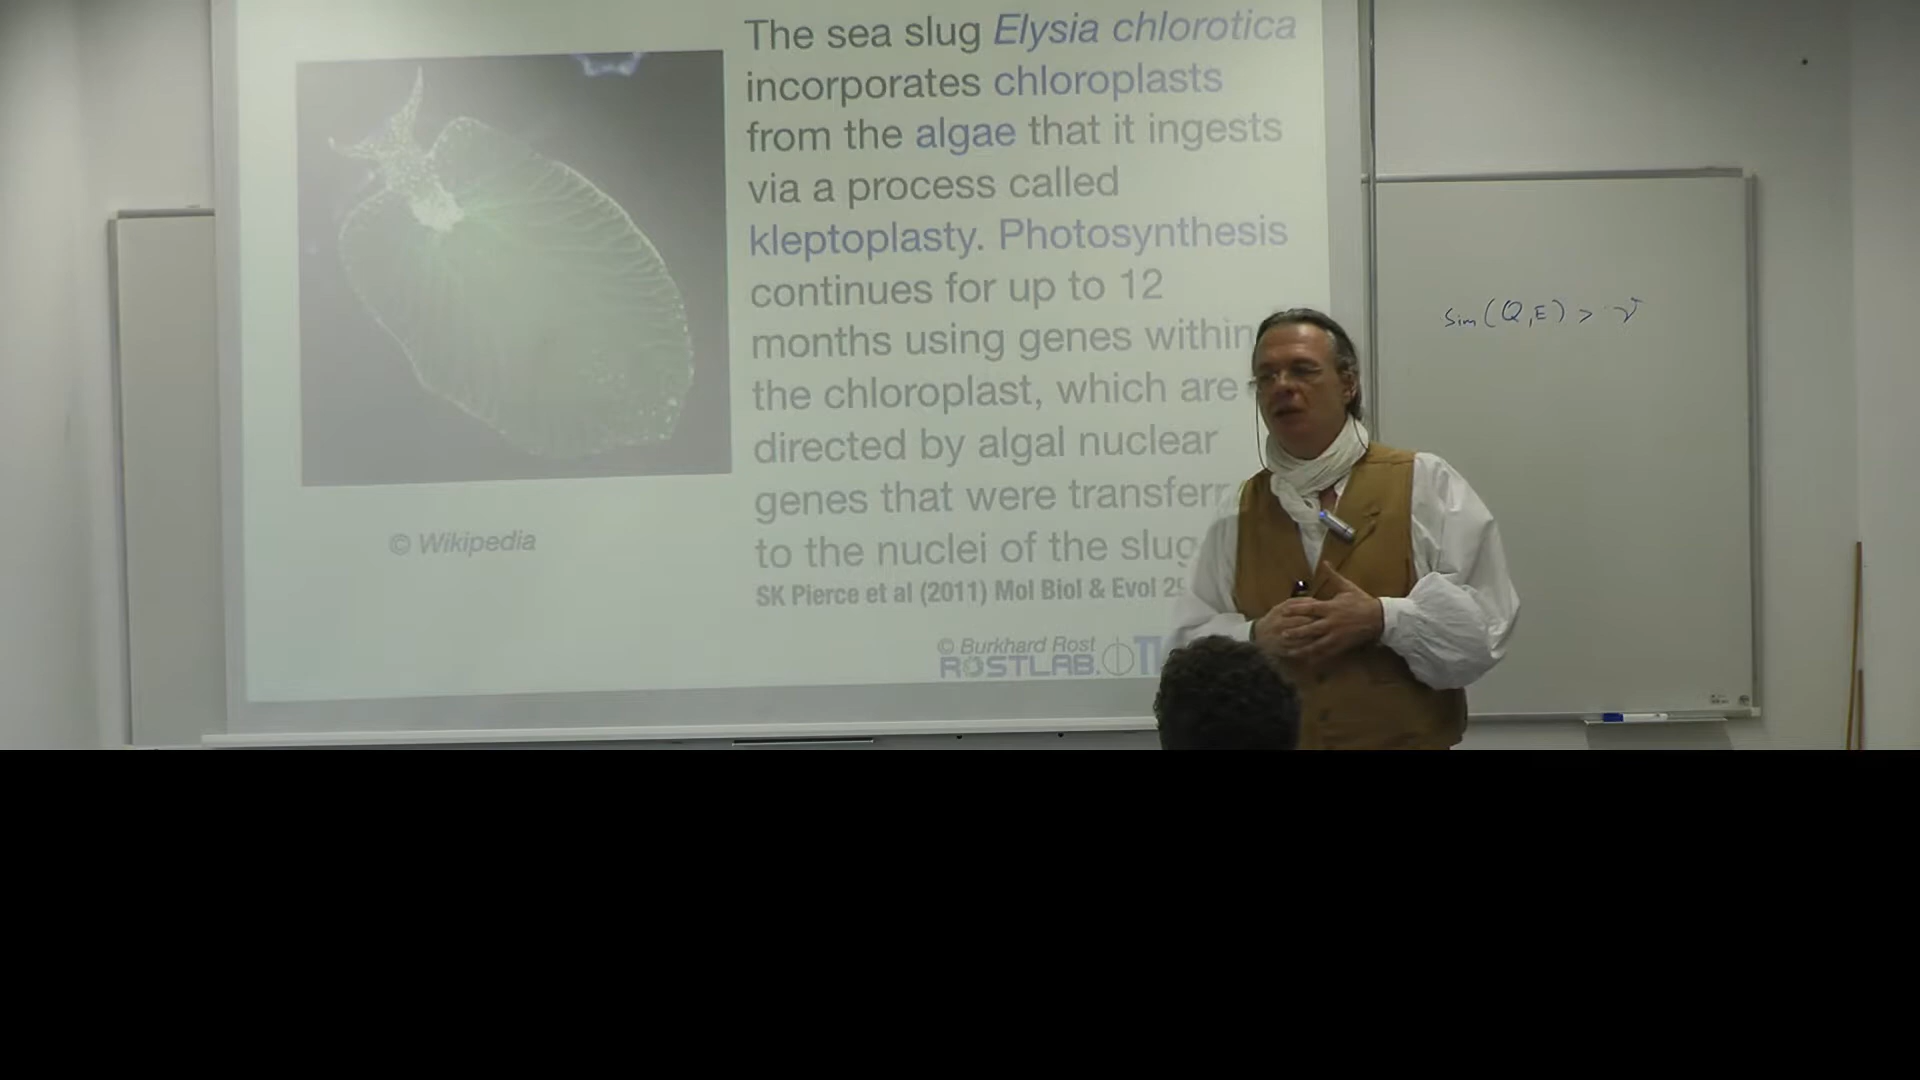 The sea slug Elysia chlorotica
incorporates chloroplasts
from the algae that it ingests
via a process called
kleptoplasty. Photosynthesis
continues for up to 12
months using genes within
the chloroplast, which are
directed by algal nuclear
genes that were transferr
to the nuclei of the slug
SK Pierce et al (2011) Mol Biol & Evol 29
© Wikipedia
© Burkhard Rost
ROSTLAB.
Sim (Q,E) >